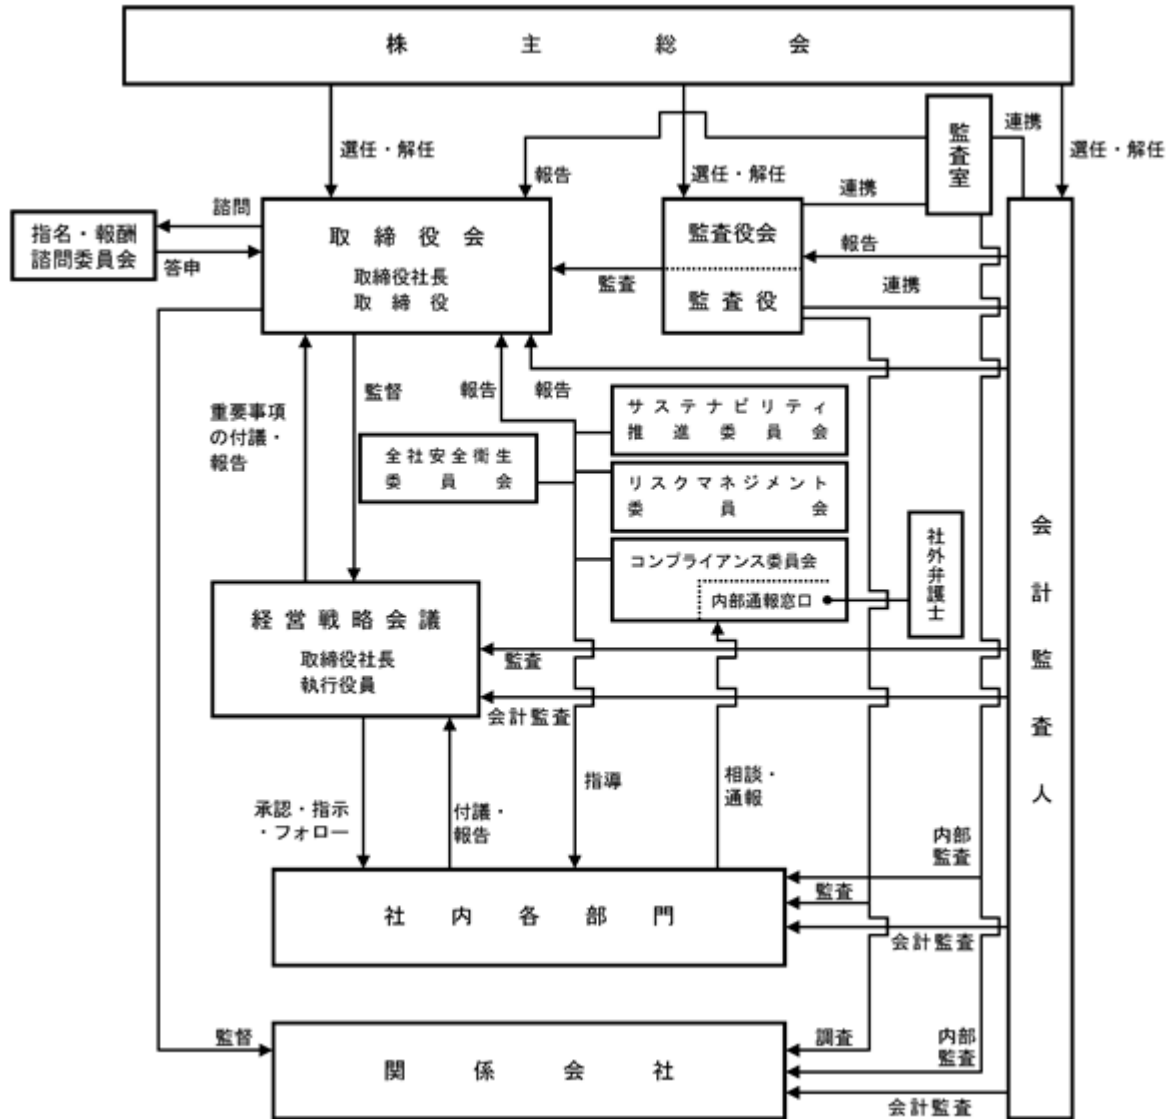 株主総会
選任・解任
選任・解任
選任・解任
監査室
連携
報告
連携
指名・報酬
諮問委員会
諮問
答申
取締役会
取締役社長
取締役
監査役会
監査役
監査
報告
連携
監督
報告
報告
重要事項
の付議・
報告
サステナビリティ
推進委員会
全社安全衛生
委員会
リスクマネジメント
委員会
コンプライアンス委員会
内部通報窓口
社外弁護士
会計監査人
経営戦略会議
取締役社長
執行役員
監査
会計監査
承認・指示
・フォロー
付議・
報告
指導
相談・
通報
内部
監査
社内各部門
監査
会計監査
監督
関係会社
調査
内部
監査
会計監査